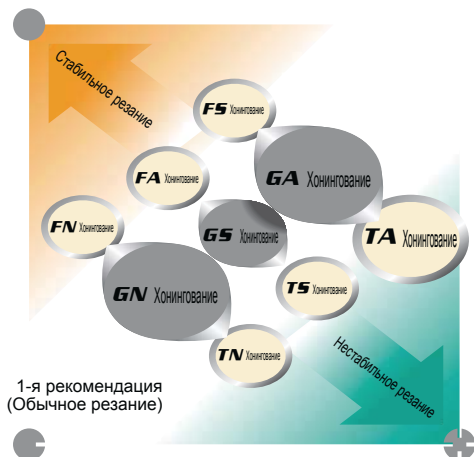 Стабильное резание
FS Хонингование
FA Хонингование
GA Хонингование
FN Хонингование
GS Хонингование
TA Хонингование
GN Хонингование
TS Хонингование
TN Хонингование
Нестабильное резание
1-я рекомендация
(Обычное резание)